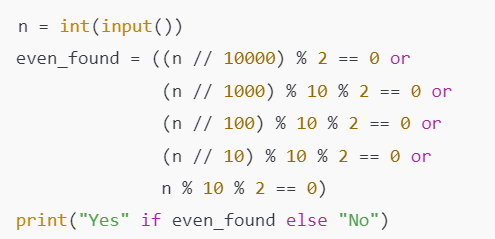 n = int(input())
even_found = ((n // 10000) % 2 == 0 or
(n // 1000) % 10 % 2 == 0 or
(n // 100) % 10 % 2 == 0 or
(n // 10) % 10 % 2 == 0 or
n % 10 % 2 == 0)
print("Yes" if even_found else "No")